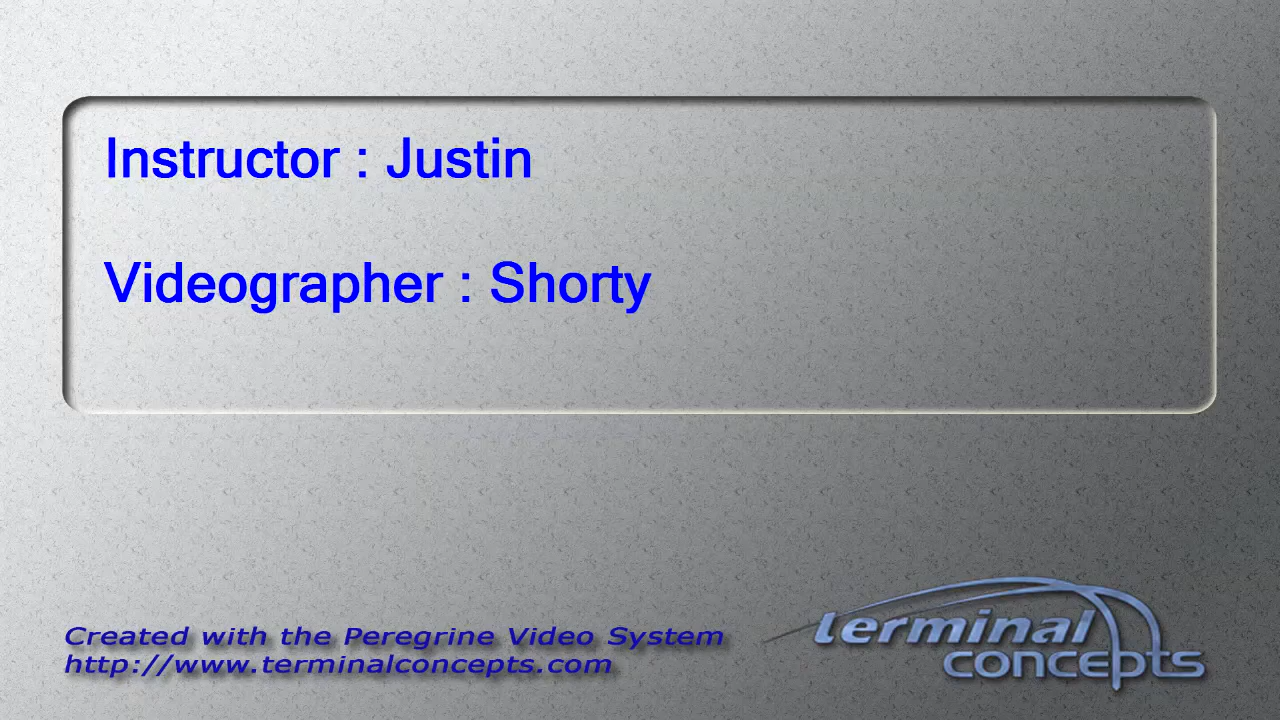 Instructor : Justin
Videographer : Shorty
Created with the Peregrine Video System
http://www.terminalconcepts.com
terminal
concepts